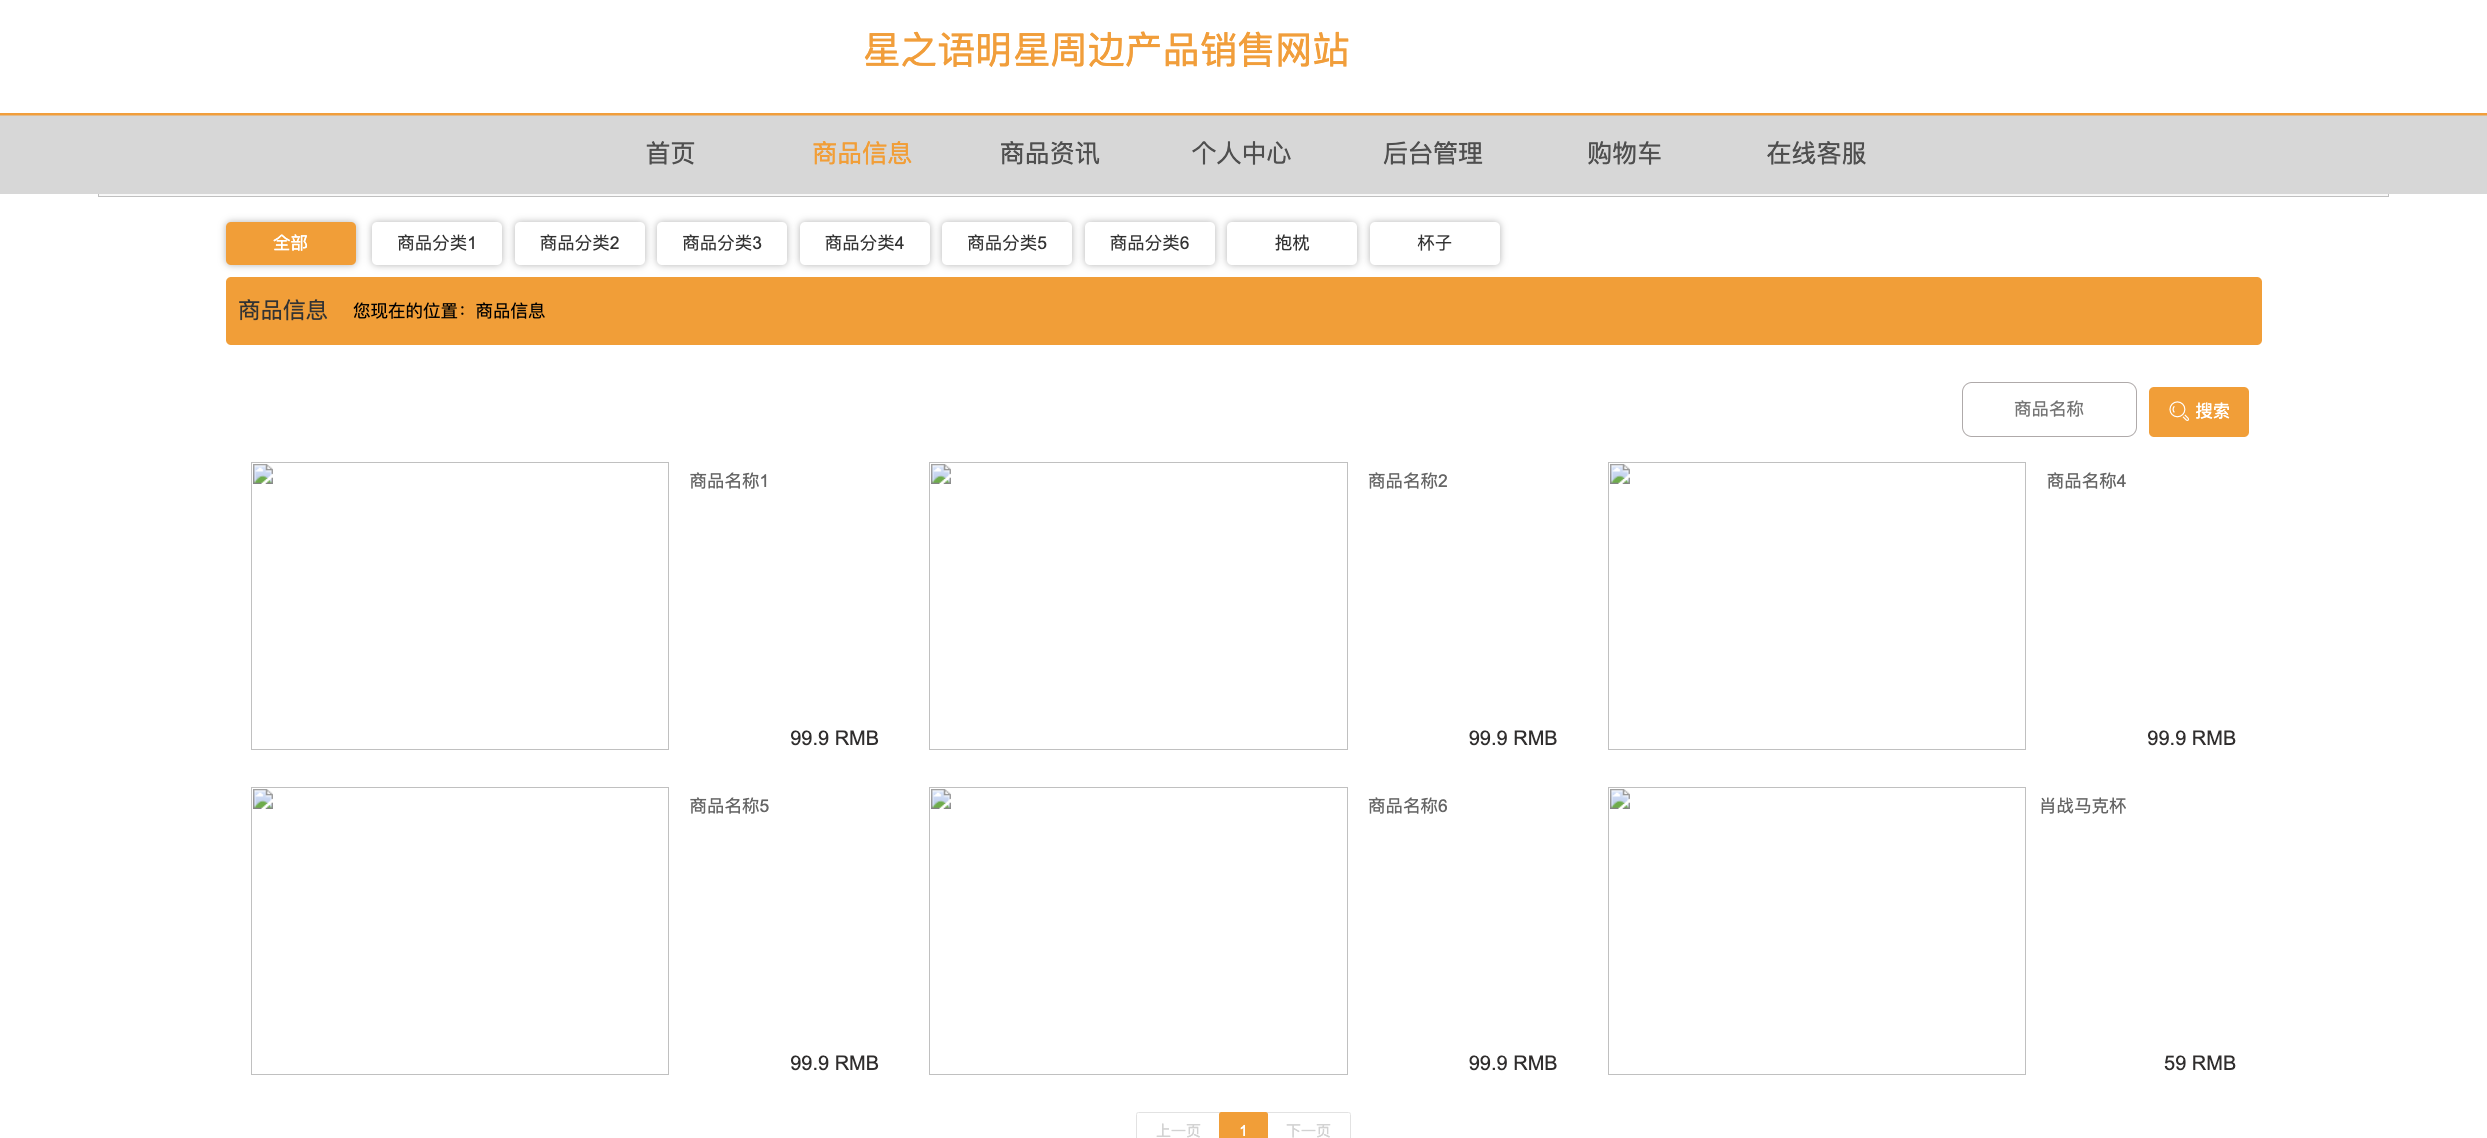 星之语明星周边产品销售网站
首页 商品信息 商品资讯 个人中心 后台管理 购物车 在线客服
全部 商品分类1 商品分类2 商品分类3 商品分类4 商品分类5 商品分类6 抱枕 杯子
商品信息 您现在的位置：商品信息
商品名称 搜索
商品名称1 商品名称2 商品名称4
99.9 RMB 99.9 RMB 99.9 RMB
商品名称5 商品名称6 肖战马克杯
99.9 RMB 99.9 RMB 59 RMB
上一页 1 下一页